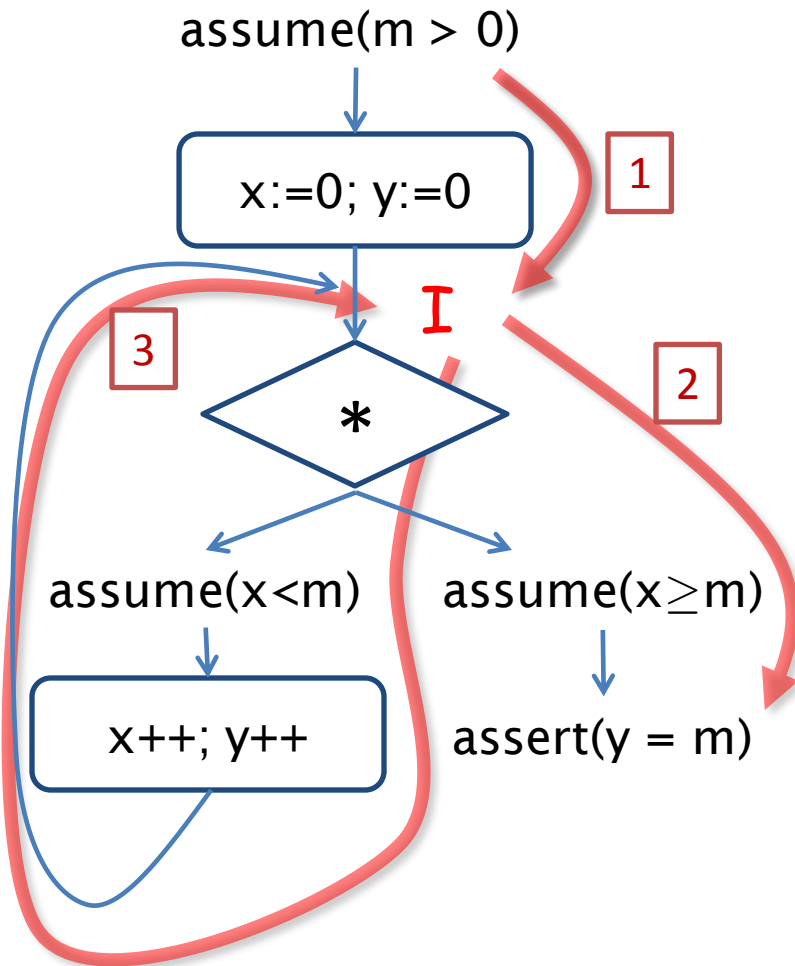 assume(m > 0)
1
x:=0; y:=0
I
3
2
*
assume(x<m)
assume(x≥m)
x++; y++
assert(y = m)